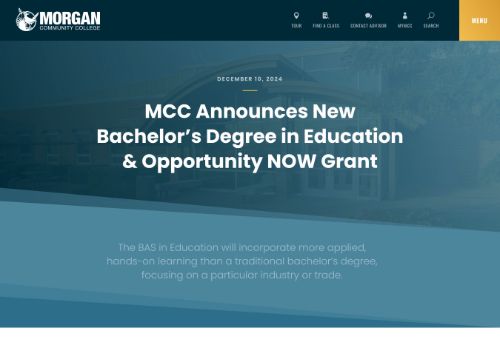 MORGAN
COMMUNITY COLLEGE
TOUR
FIND A CLASS
CONTACT ADVISOR
MYMCC
SEARCH
MENU
DECEMBER 10, 2024
MCC Announces New
Bachelor's Degree in Education
& Opportunity NOW Grant
The BAS in Education will incorporate more applied,
hands-on learning than a traditional bachelor's degree,
focusing on a particular industry or trade.